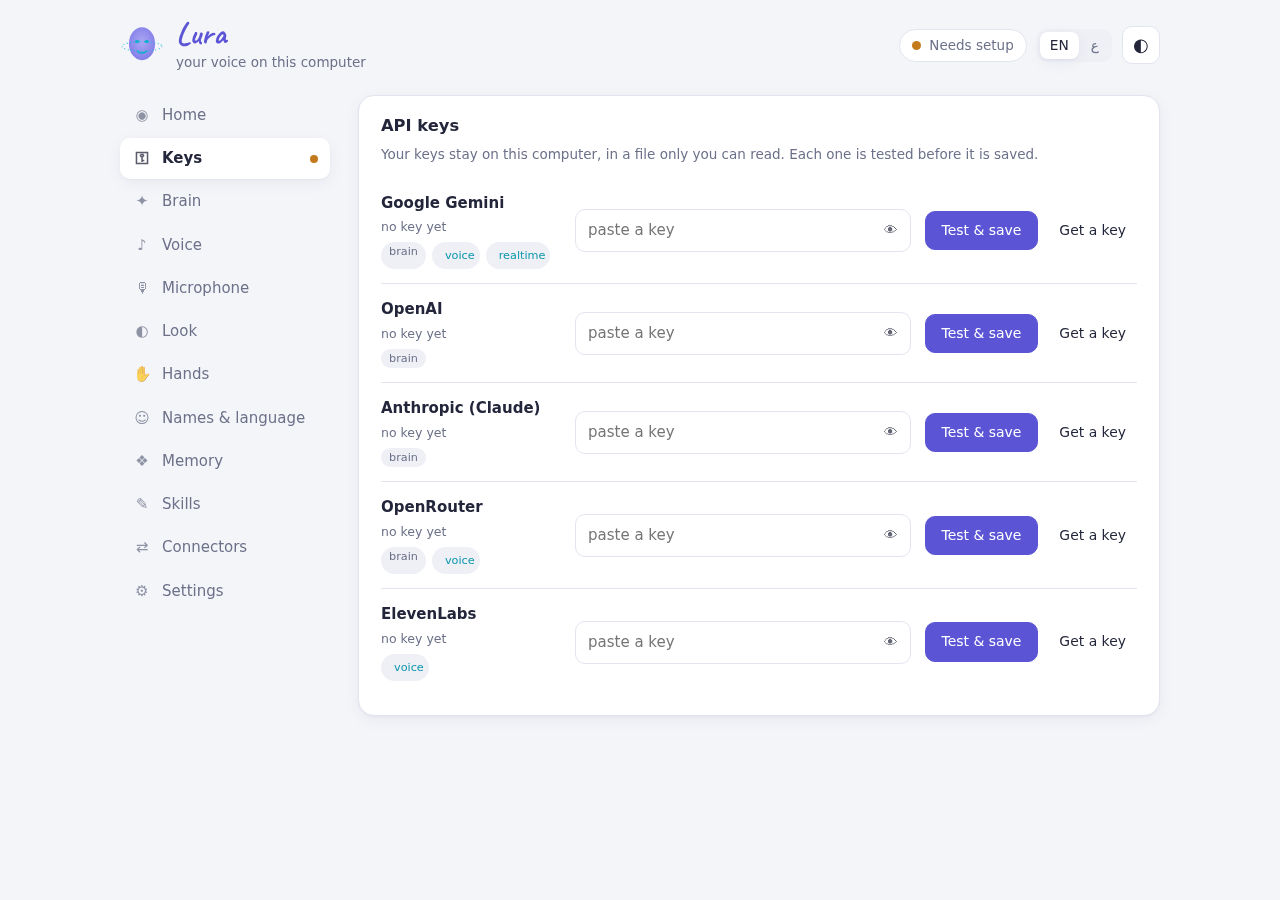 Lura
your voice on this computer
Needs setup
EN
ع
Home
Keys
Brain
Voice
Microphone
Look
Hands
Names & language
Memory
Skills
Connectors
Settings
API keys
Your keys stay on this computer, in a file only you can read. Each one is tested before it is saved.
Google Gemini
no key yet
brain voice realtime
paste a key
Test & save
Get a key
OpenAI
no key yet
brain
paste a key
Test & save
Get a key
Anthropic (Claude)
no key yet
brain
paste a key
Test & save
Get a key
OpenRouter
no key yet
brain voice
paste a key
Test & save
Get a key
ElevenLabs
no key yet
voice
paste a key
Test & save
Get a key